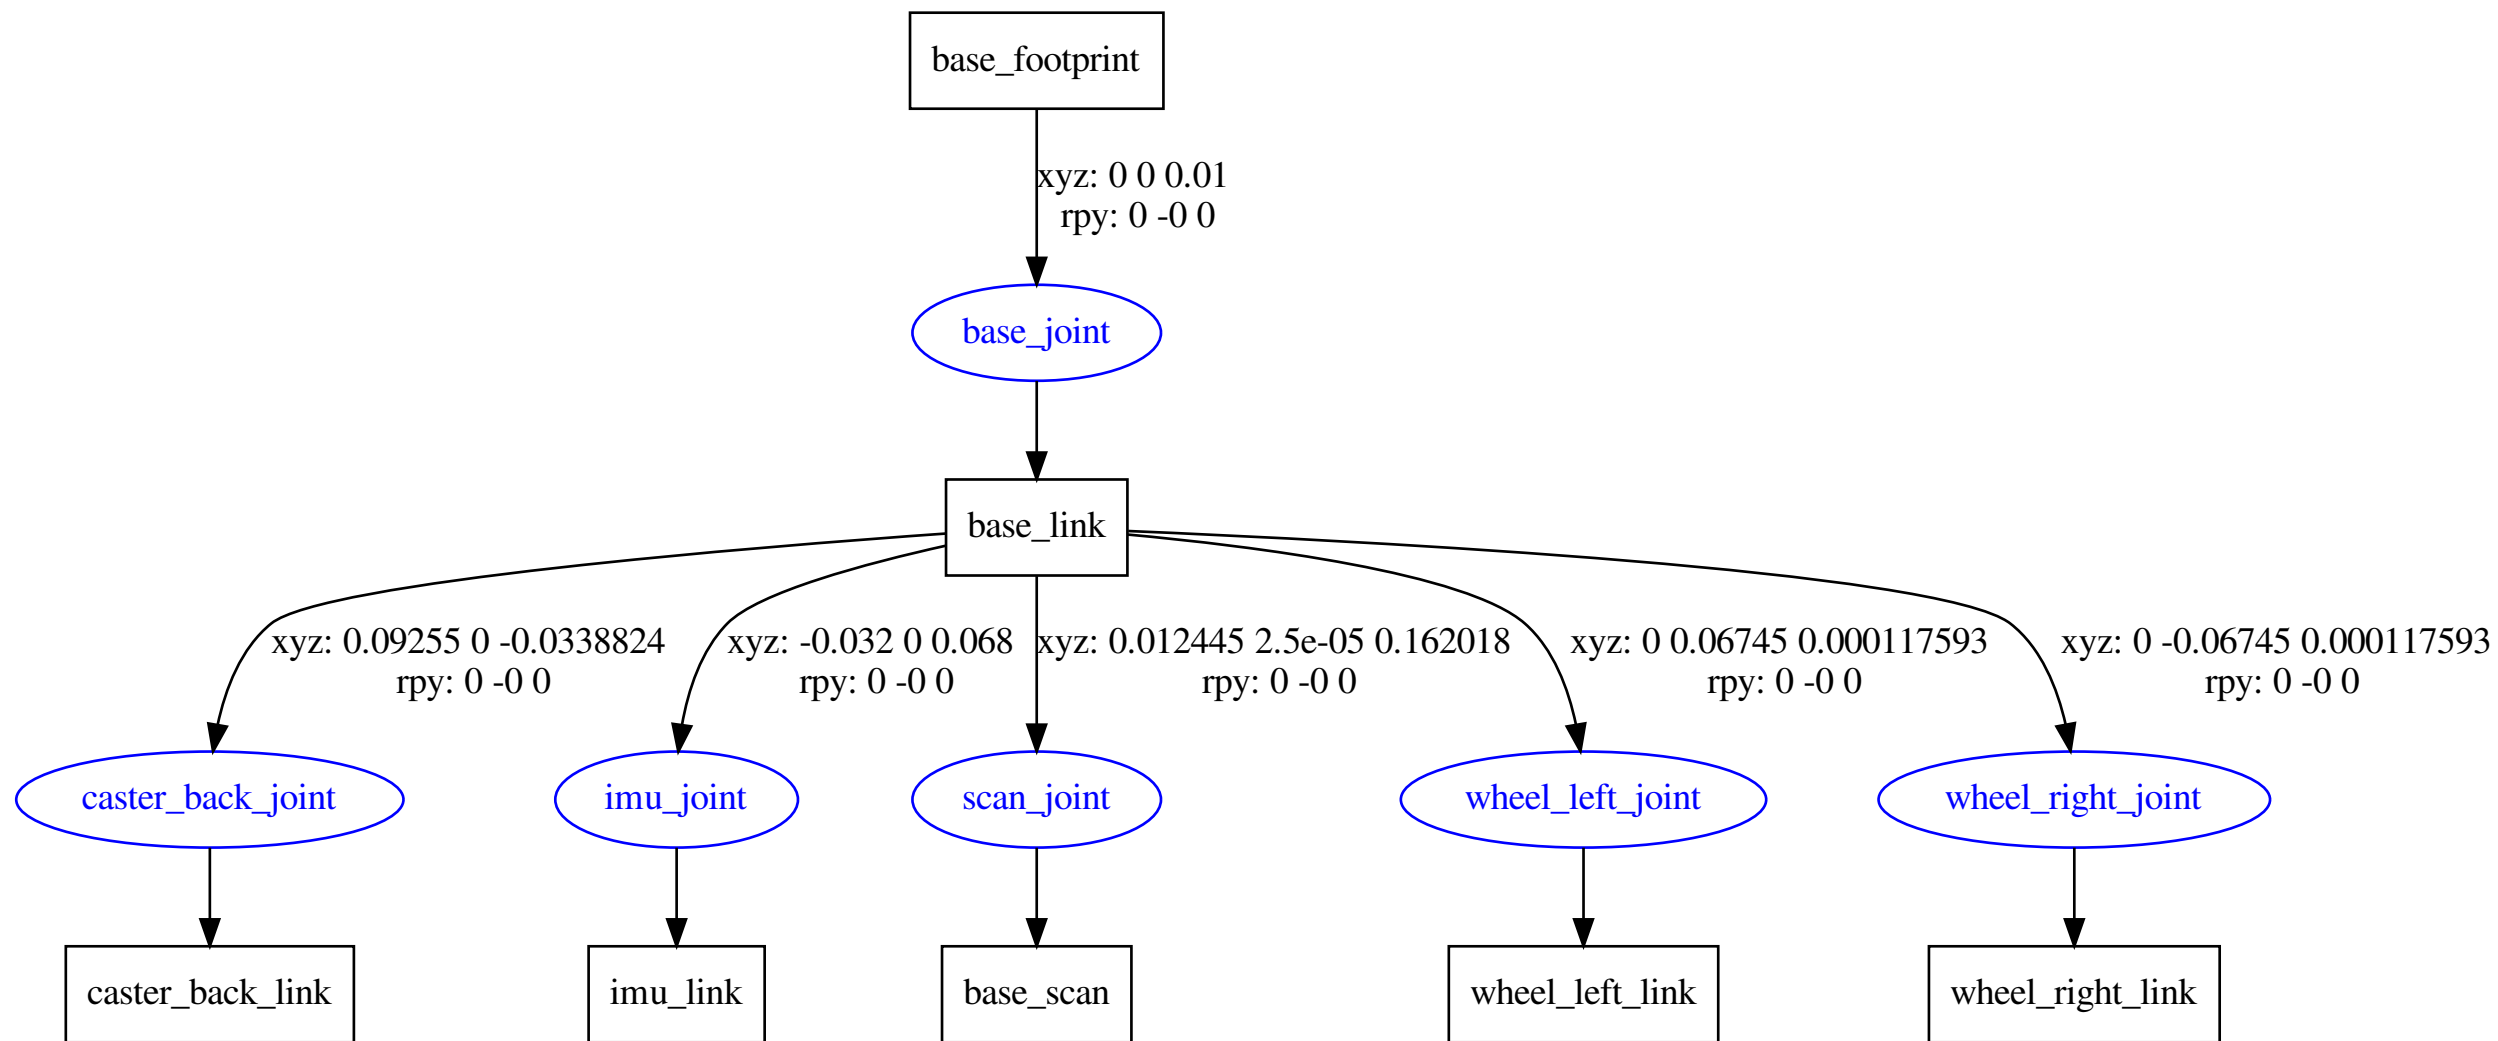 base_footprint
xyz: 0 0 0.01
rpy: 0 -0 0
base_joint
base_link
xyz: 0.09255 0 -0.0338824
rpy: 0 -0 0
xyz: -0.032 0 0.068
rpy: 0 -0 0
xyz: 0.012445 2.5e-05 0.162018
rpy: 0 -0 0
xyz: 0 0.06745 0.000117593
rpy: 0 -0 0
xyz: 0 -0.06745 0.000117593
rpy: 0 -0 0
caster_back_joint
imu_joint
scan_joint
wheel_left_joint
wheel_right_joint
caster_back_link
imu_link
base_scan
wheel_left_link
wheel_right_link